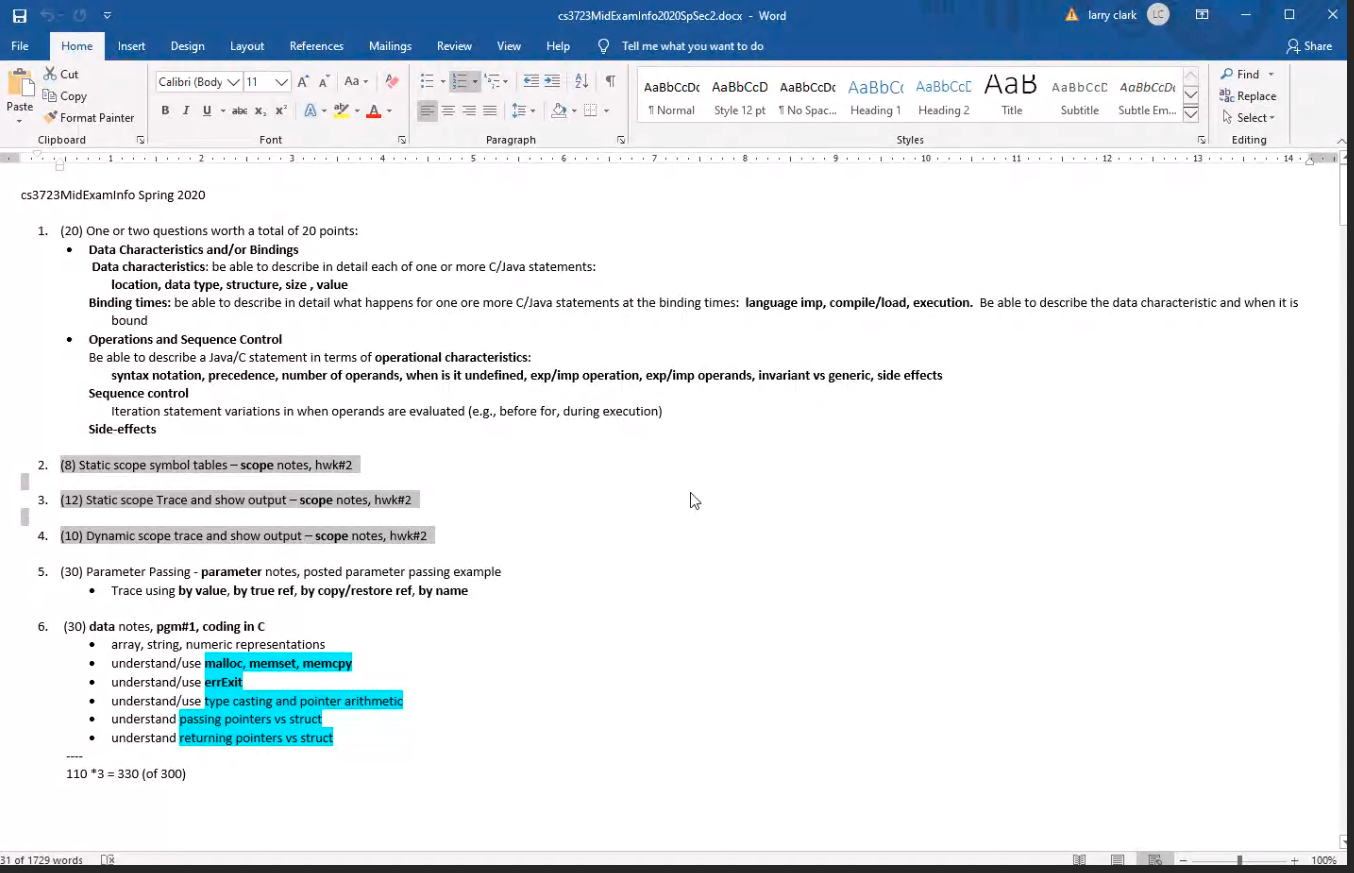 cs3723MidExamInfo2020SpSec2.docx - Word
larry clark
LC
File Home Insert Design Layout References Mailings Review View Help Tell me what you want to do Share
Paste
Cut
Copy
Format Painter
Clipboard
Calibri (Body 11
Font
Paragraph
AaBbCcDc AaBbCcD AaBbCcDc AaBbCc AaBbCcD AaB AaBbCcD AaBbCcDc
¶ Normal Style 12 pt ¶ No Spac... Heading 1 Heading 2 Title Subtitle Subtle Em...
Styles
Find
Replace
Select
Editing
1 2 3 4 5 6 7 8 9 10 11 12 13 14
cs3723MidExamInfo Spring 2020
1. (20) One or two questions worth a total of 20 points:
• Data Characteristics and/or Bindings
Data characteristics: be able to describe in detail each of one or more C/Java statements:
location, data type, structure, size , value
Binding times: be able to describe in detail what happens for one ore more C/Java statements at the binding times: language imp, compile/load, execution. Be able to describe the data characteristic and when it is
bound
• Operations and Sequence Control
Be able to describe a Java/C statement in terms of operational characteristics:
syntax notation, precedence, number of operands, when is it undefined, exp/imp operation, exp/imp operands, invariant vs generic, side effects
Sequence control
Iteration statement variations in when operands are evaluated (e.g., before for, during execution)
Side-effects
2. (8) Static scope symbol tables – scope notes, hwk#2
3. (12) Static scope Trace and show output – scope notes, hwk#2
4. (10) Dynamic scope trace and show output – scope notes, hwk#2
5. (30) Parameter Passing - parameter notes, posted parameter passing example
• Trace using by value, by true ref, by copy/restore ref, by name
6. (30) data notes, pgm#1, coding in C
• array, string, numeric representations
• understand/use malloc, memset, memcpy
• understand/use errExit
• understand/use type casting and pointer arithmetic
• understand passing pointers vs struct
• understand returning pointers vs struct
----
110 *3 = 330 (of 300)
31 of 1729 words
100%